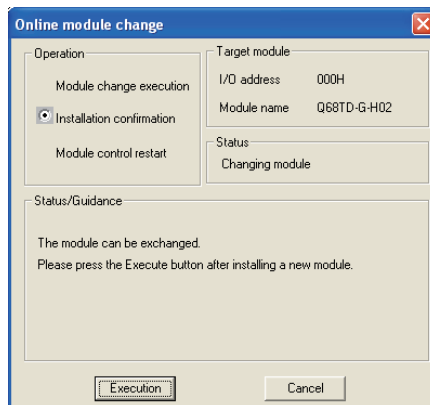 Online module change
Operation
Module change execution
Installation confirmation
Module control restart
Target module
I/O address 000H
Module name Q68TD-G-H02
Status
Changing module
Status/Guidance
The module can be exchanged.
Please press the Execute button after installing a new module.
Execution Cancel